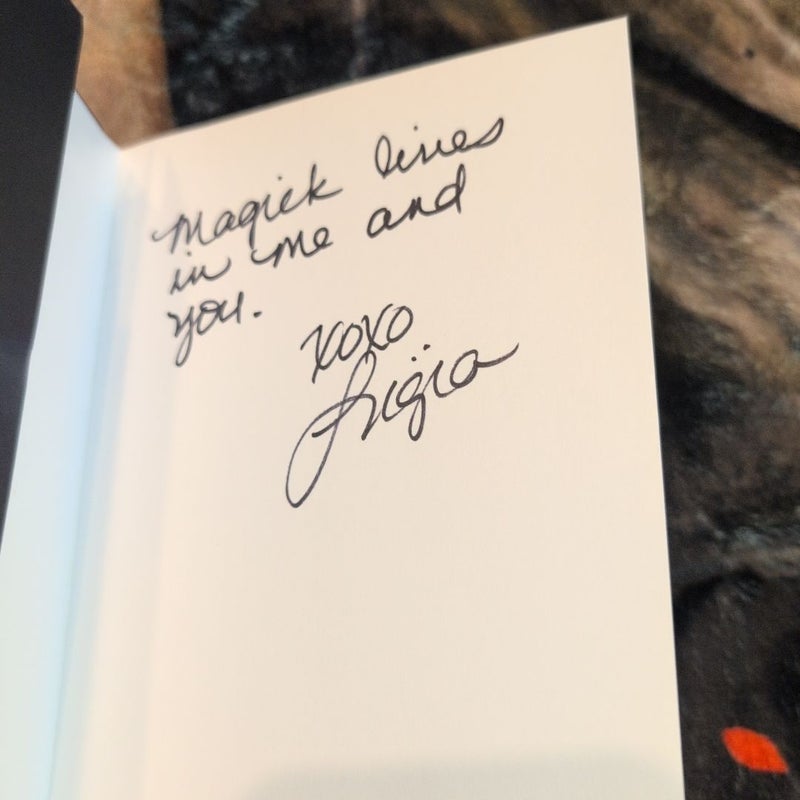 Magick lives
in me and
you.
xoxo
Ligia